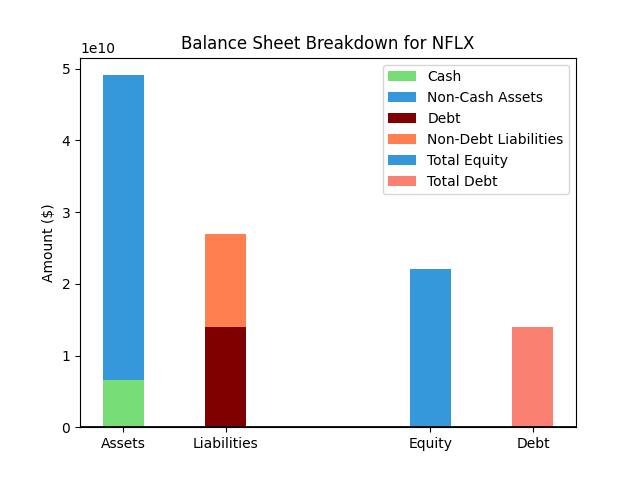 Balance Sheet Breakdown for NFLX
1e10
5
4
3
2
1
0
Amount ($)
Cash
Non-Cash Assets
Debt
Non-Debt Liabilities
Total Equity
Total Debt
Assets
Liabilities
Equity
Debt